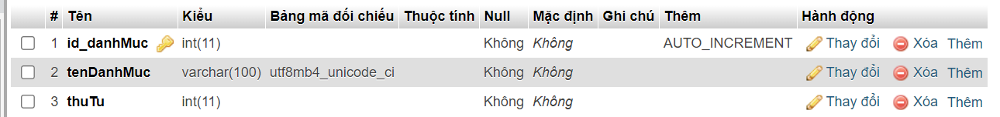 # Tên Kiểu Bảng mã đối chiếu Thuộc tính Null Mặc định Ghi chú Thêm Hành động
1 id_danhMuc int(11) Không Không AUTO_INCREMENT Thay đổi Xóa Thêm
2 tenDanhMuc varchar(100) utf8mb4_unicode_ci Không Không Thay đổi Xóa Thêm
3 thuTu int(11) Không Không Thay đổi Xóa Thêm